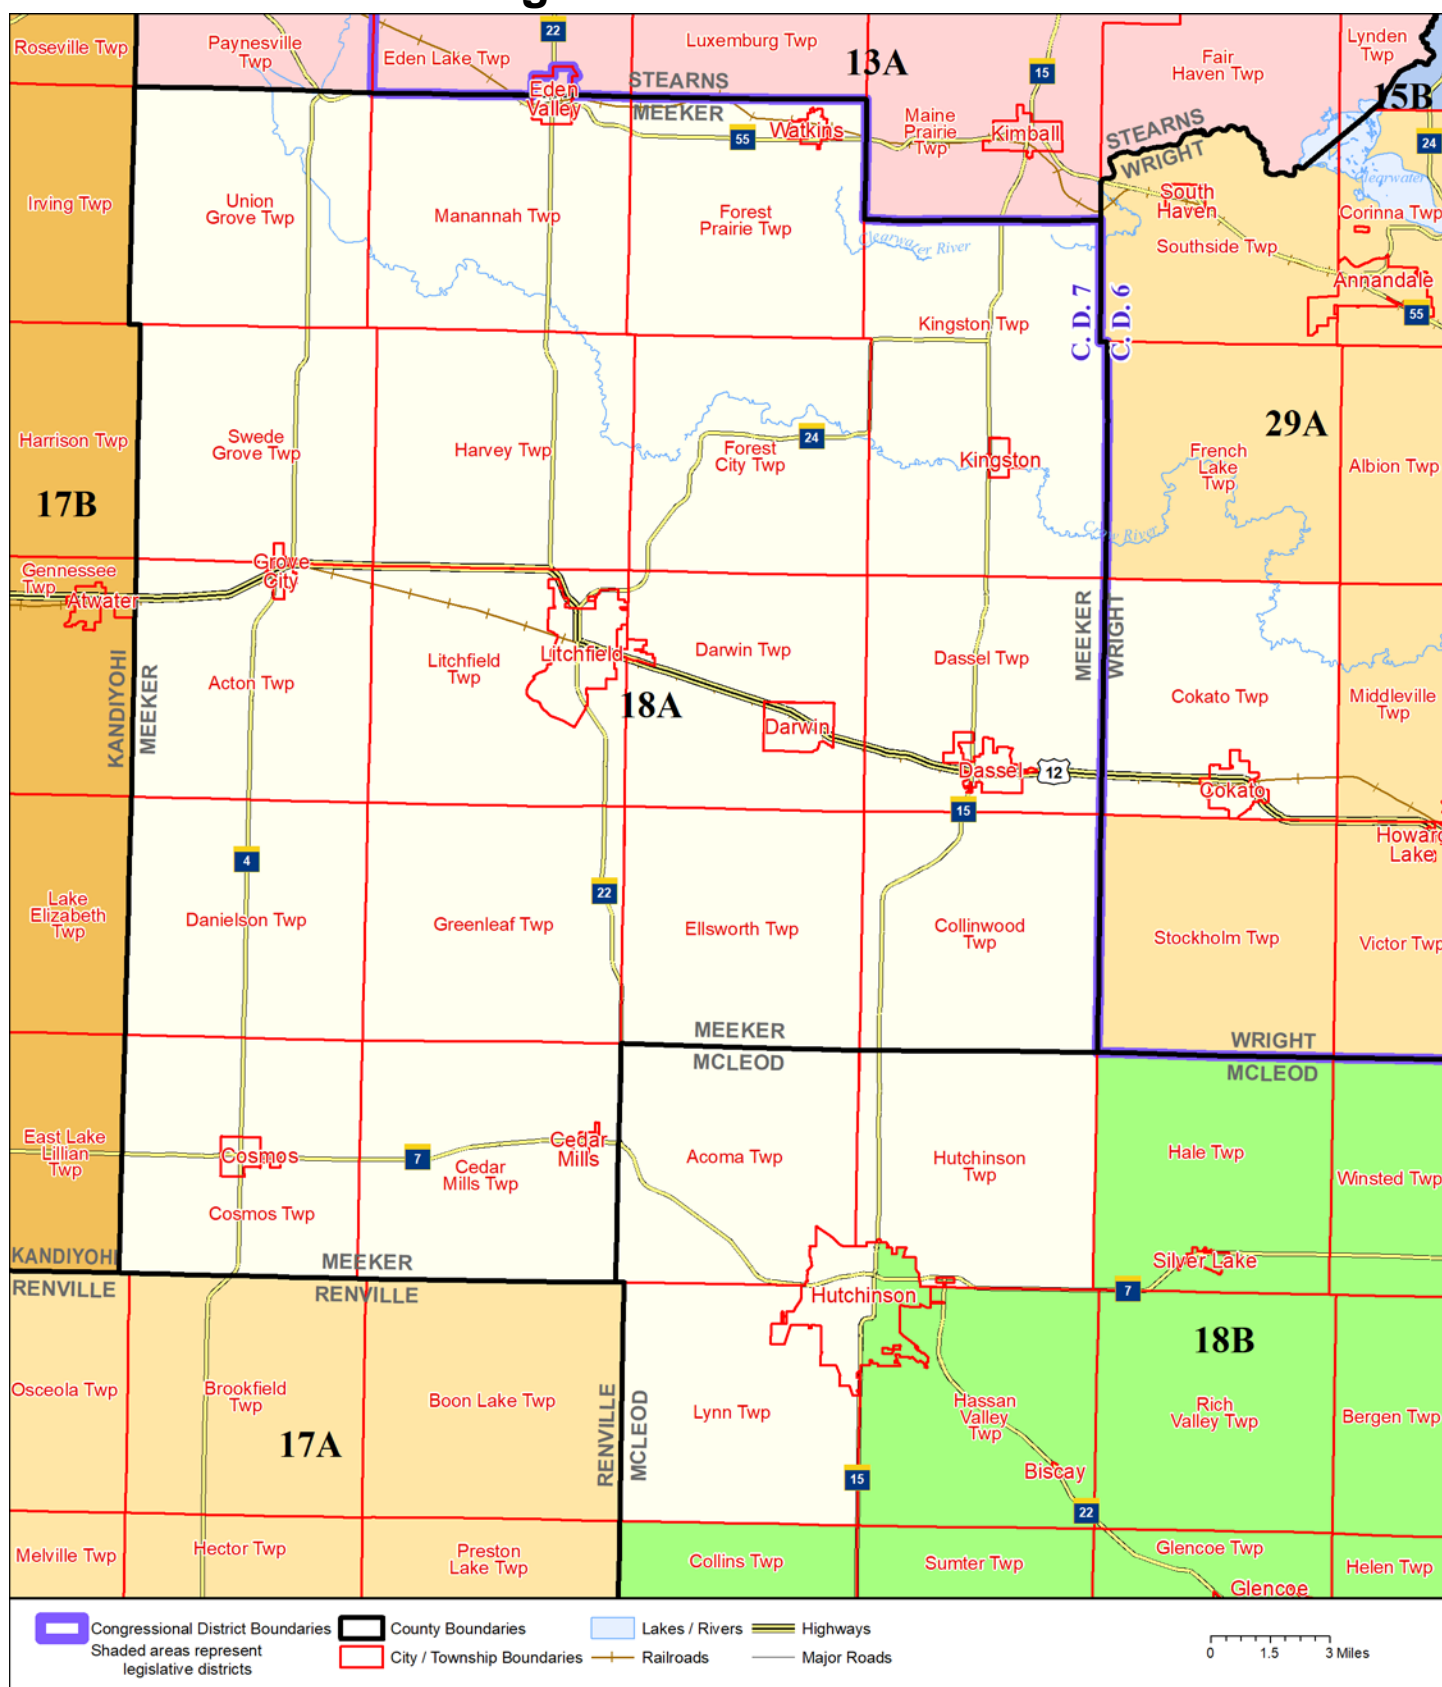 g
Roseville Twp
Paynesville
Twp
Eden Lake Twp
22
Luxemburg Twp
13A
15
Fair
Haven Twp
Lynden
Twp
15B
STEARNS
MEEKER
Eden
Valley
55
Watkins
Maine
Prairie
Twp
Kimball
STEARNS
WRIGHT
24
Clearwater
Irving Twp
Union
Grove Twp
Manannah Twp
Forest
Prairie Twp
Clearwater River
South
Haven
Southside Twp
Corinna Twp
Annandale
55
Kingston Twp
C. D. 7
C. D. 6
Harrison Twp
17B
Swede
Grove Twp
Harvey Twp
Forest
City Twp
24
Kingston
29A
French
Lake
Twp
Albion Twp
Crow River
Gennessee
Twp
Atwater
Grove
City
Litchfield
Litchfield
Twp
Darwin Twp
Dassel Twp
MEEKER
WRIGHT
KANDIYOHI
MEEKER
Acton Twp
18A
Darwin
Dassel
12
Cokato Twp
Middleville
Twp
Cokato
15
Howard
Lake
4
22
Lake
Elizabeth
Twp
Danielson Twp
Greenleaf Twp
Ellsworth Twp
Collinwood
Twp
Stockholm Twp
Victor Twp
MEEKER
MCLEOD
WRIGHT
MCLEOD
East Lake
Lillian
Twp
Cosmos
7
Cedar
Mills
Cedar
Mills Twp
Cosmos Twp
Acoma Twp
Hutchinson
Twp
Hale Twp
Winsted Twp
KANDIYOHI
RENVILLE
MEEKER
RENVILLE
Silver Lake
7
Hutchinson
18B
Osceola Twp
Brookfield
Twp
Boon Lake Twp
RENVILLE
MCLEOD
Lynn Twp
Hassan
Valley
Twp
Rich
Valley Twp
Bergen Twp
17A
15
Biscay
22
Melville Twp
Hector Twp
Preston
Lake Twp
Collins Twp
Sumter Twp
Glencoe Twp
Helen Twp
Glencoe
Congressional District Boundaries
County Boundaries
Lakes / Rivers
Highways
Shaded areas represent
legislative districts
City / Township Boundaries
Railroads
Major Roads
0 1.5 3 Miles